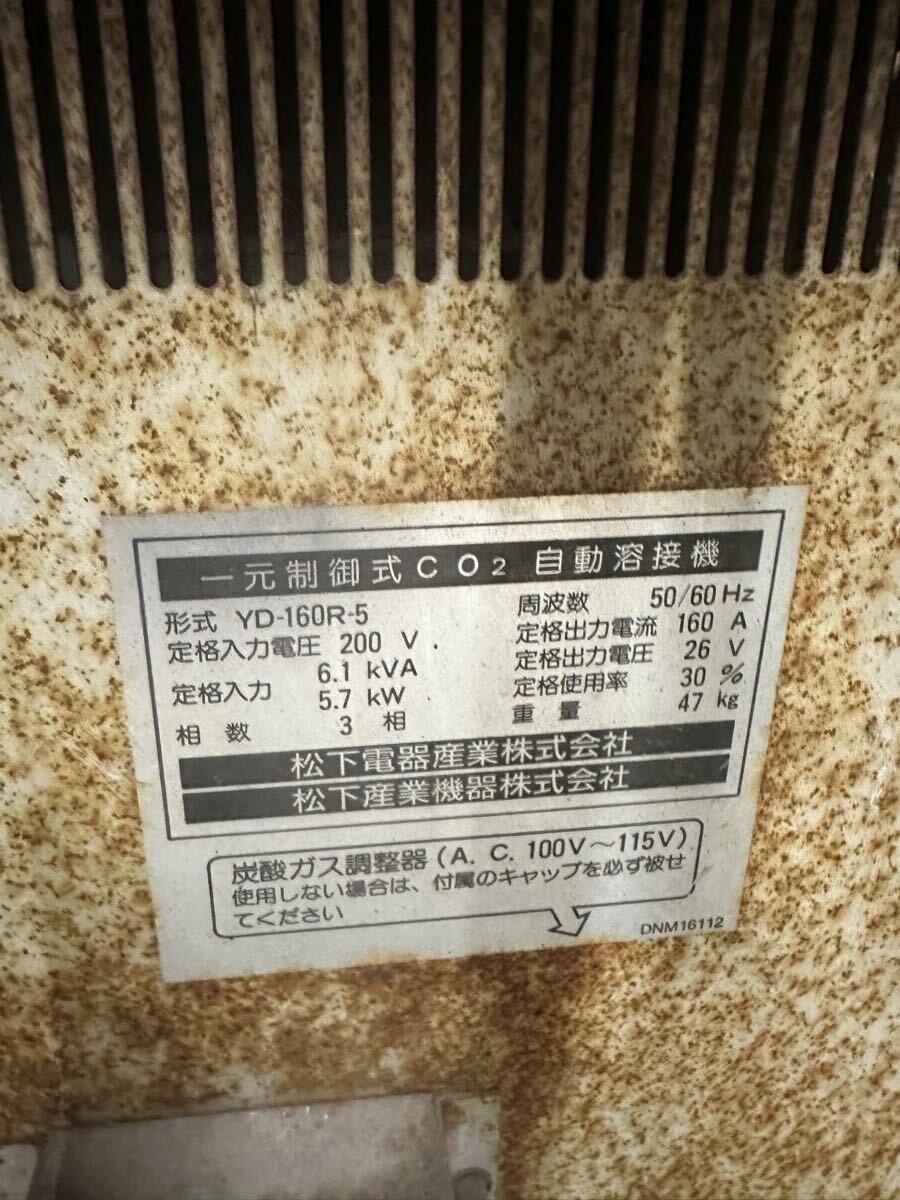 一元制御式CO₂ 自動溶接機
形式 YD-160R-5
定格入力電圧 200 V
定格入力 6.1 kVA
5.7 kW
相数 3 相
周波数 50/60 Hz
定格出力電流 160 A
定格出力電圧 26 V
定格使用率 30 %
重量 47 kg
松下電器産業株式会社
松下産業機器株式会社
炭酸ガス調整器(A. C. 100V～115V)
使用しない場合は、付属のキャップを必ず被せ
てください
DNM16112